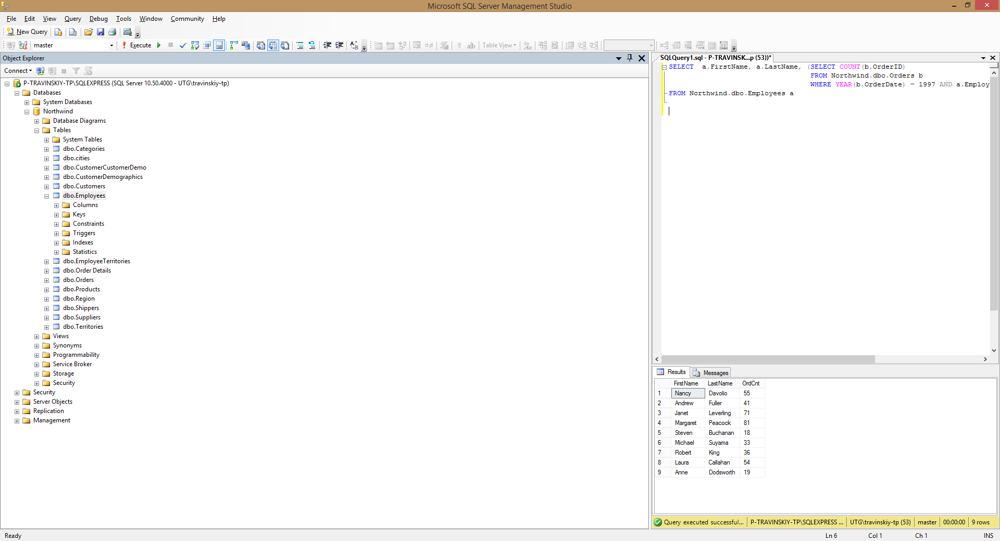 Microsoft SQL Server Management Studio
File Edit View Query Debug Tools Window Community Help
New Query
master Execute Table View
Object Explorer
Connect
P-TRAVINSKIY-TP\SQLEXPRESS (SQL Server 10.50.4000 - UTG\travinskiy-tp)
Databases
System Databases
Northwind
Database Diagrams
Tables
System Tables
dbo.Categories
dbo.cities
dbo.CustomerCustomerDemo
dbo.CustomerDemographics
dbo.Customers
dbo.Employees
Columns
Keys
Constraints
Triggers
Indexes
Statistics
dbo.EmployeeTerritories
dbo.Order Details
dbo.Orders
dbo.Products
dbo.Region
dbo.Shippers
dbo.Suppliers
dbo.Territories
Views
Synonyms
Programmability
Service Broker
Storage
Security
Security
Server Objects
Replication
Management
SQLQuery1.sql - P-TRAVINSK...p (53))*
SELECT a.FirstName, a.LastName, (SELECT COUNT(b.OrderID)
FROM Northwind.dbo.Orders b
WHERE YEAR(b.OrderDate) = 1997 AND a.Employ
FROM Northwind.dbo.Employees a
Results Messages
FirstName LastName OrdCnt
1 Nancy Davolio 55
2 Andrew Fuller 41
3 Janet Leverling 71
4 Margaret Peacock 81
5 Steven Buchanan 18
6 Michael Suyama 33
7 Robert King 36
8 Laura Callahan 54
9 Anne Dodsworth 19
Query executed successful... P-TRAVINSKIY-TP\SQLEXPRESS ... UTG\travinskiy-tp (53) master 00:00:00 9 rows
Ready Ln 6 Col 1 Ch 1 INS